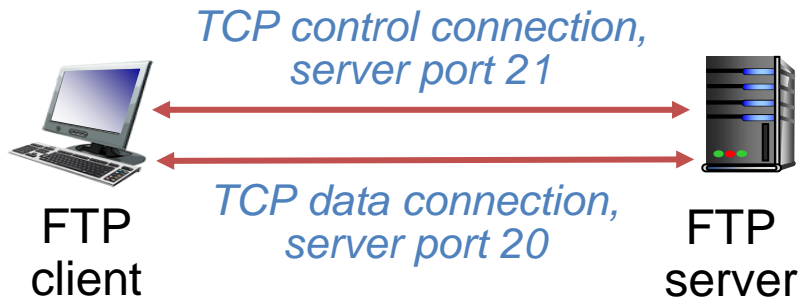 TCP control connection,
server port 21
TCP data connection,
server port 20
FTP
client
FTP
server